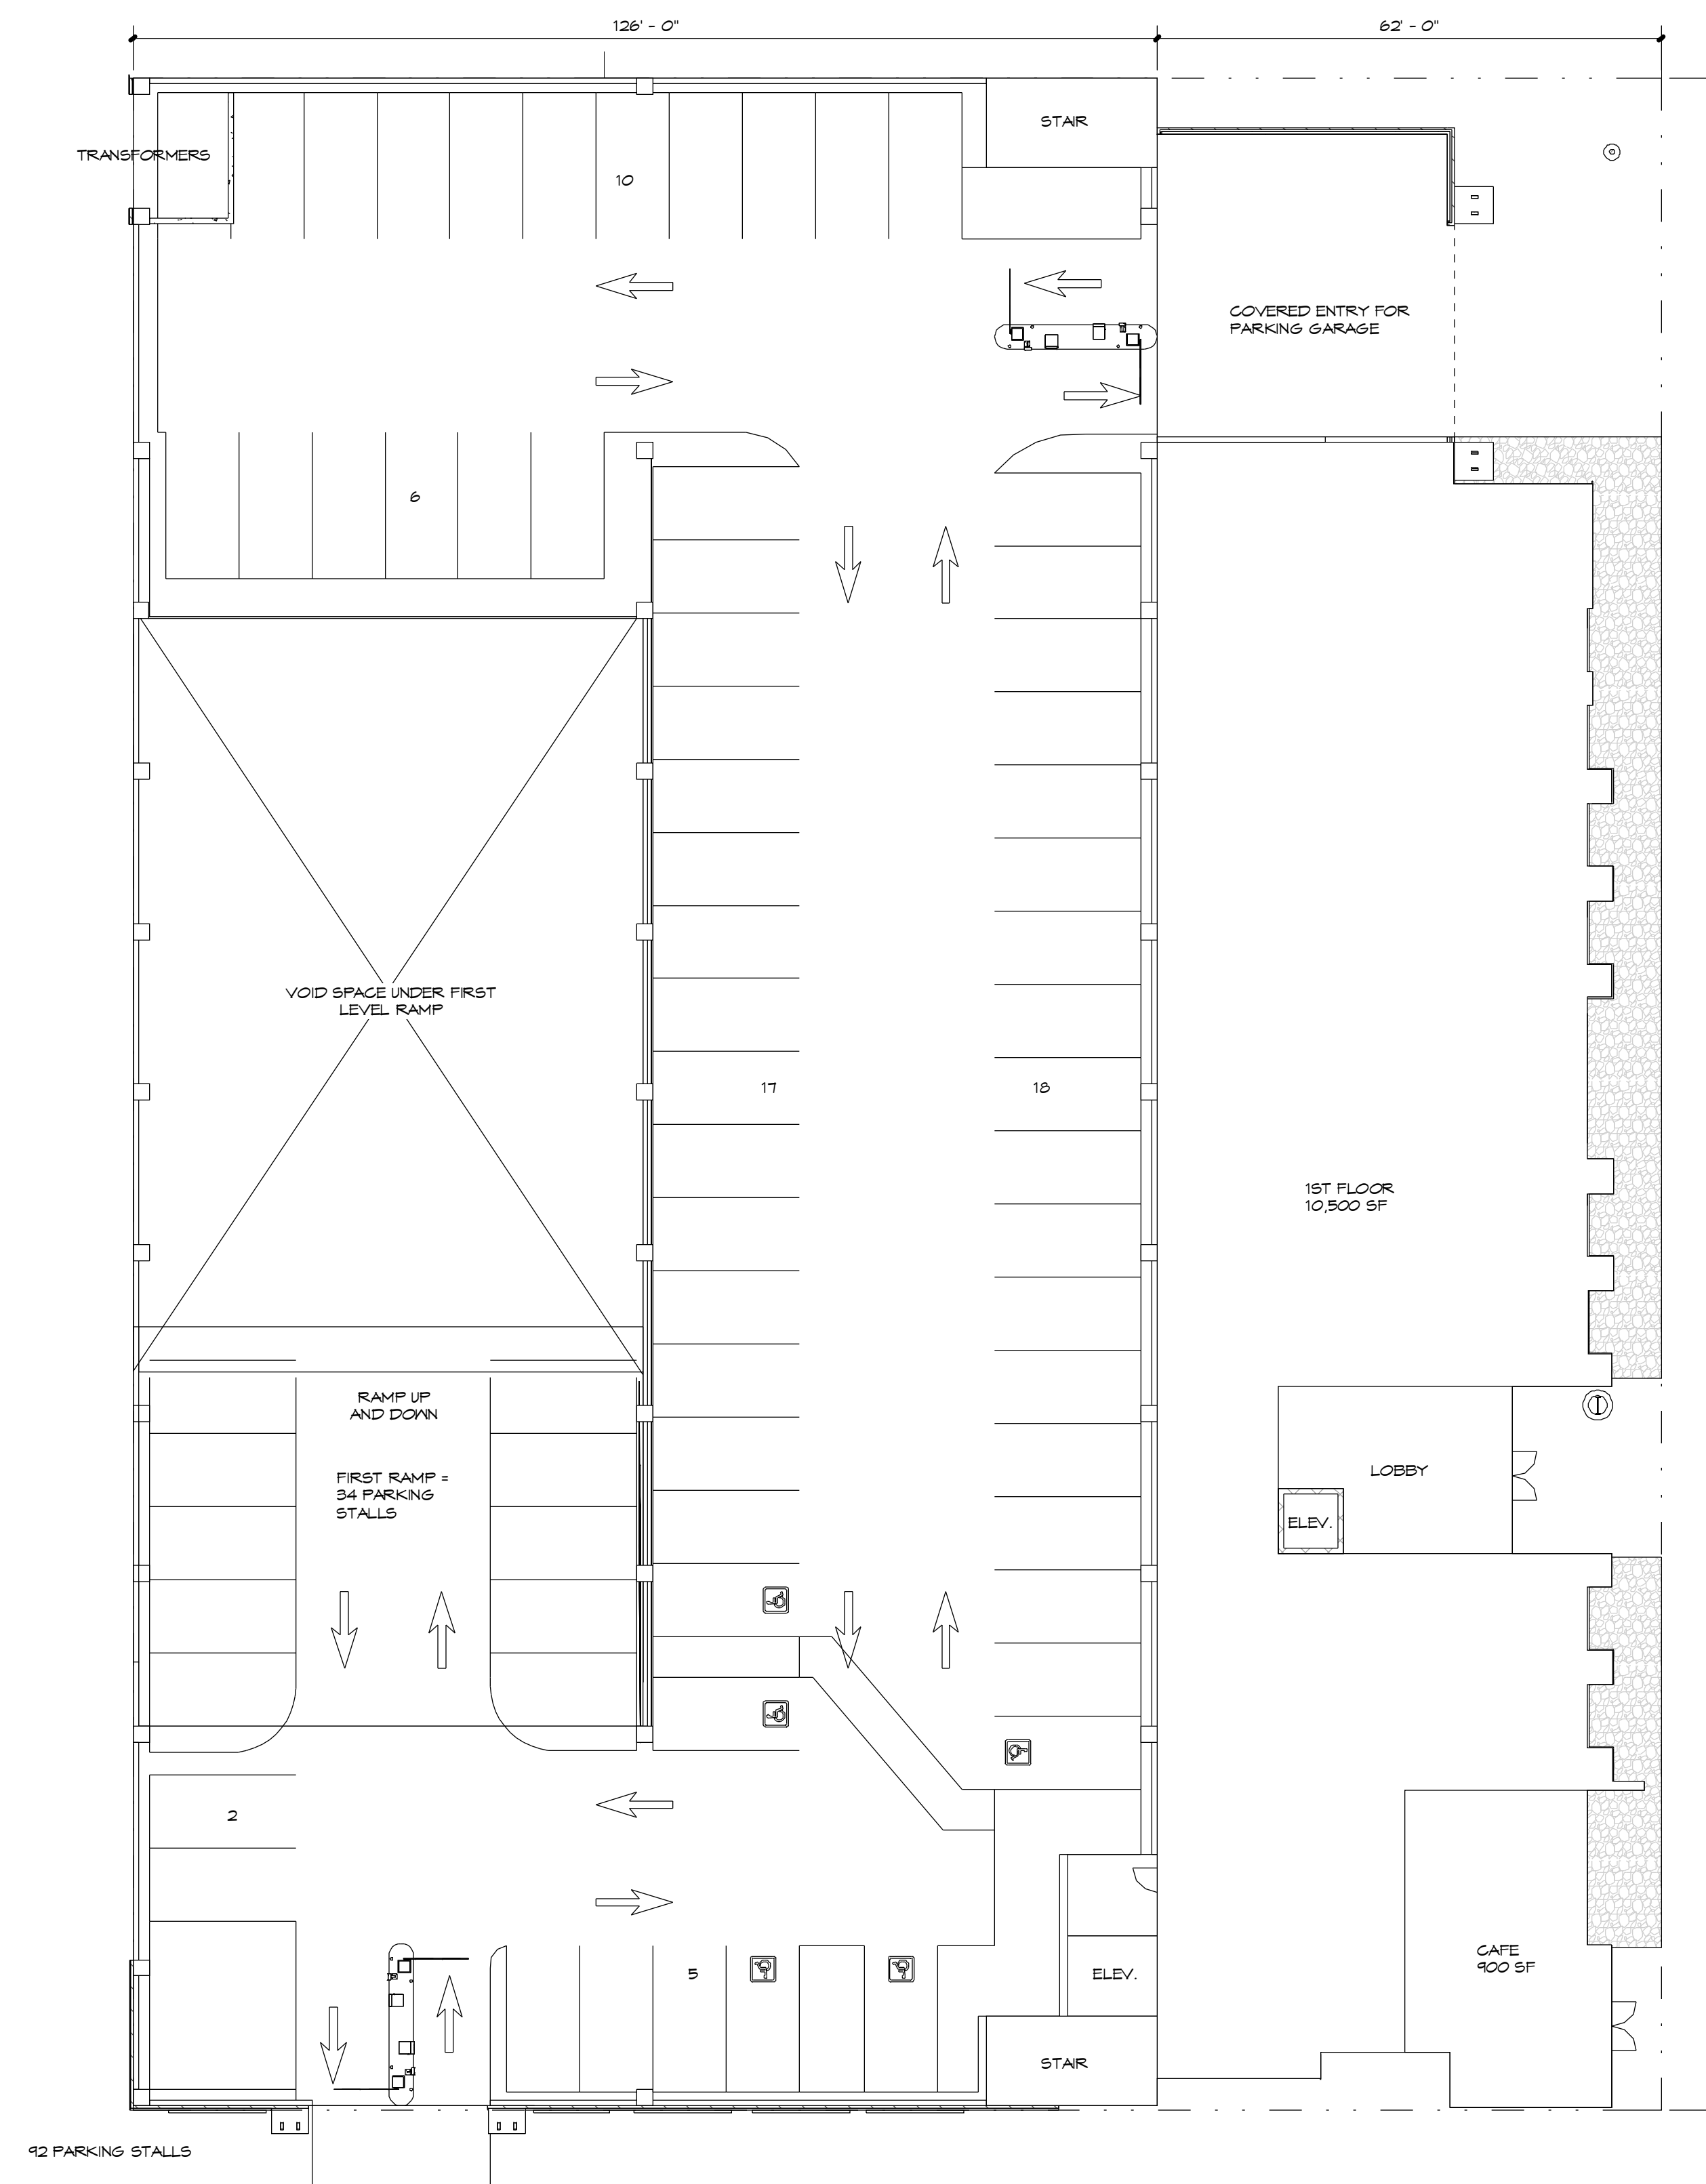 126' - 0"
62' - 0"
STAIR
TRANSFORMERS
10
COVERED ENTRY FOR
PARKING GARAGE
6
VOID SPACE UNDER FIRST
LEVEL RAMP
17
18
1ST FLOOR
10,500 SF
RAMP UP
AND DOWN
FIRST RAMP =
34 PARKING
STALLS
LOBBY
ELEV.
2
5
ELEV.
CAFE
900 SF
STAIR
92 PARKING STALLS